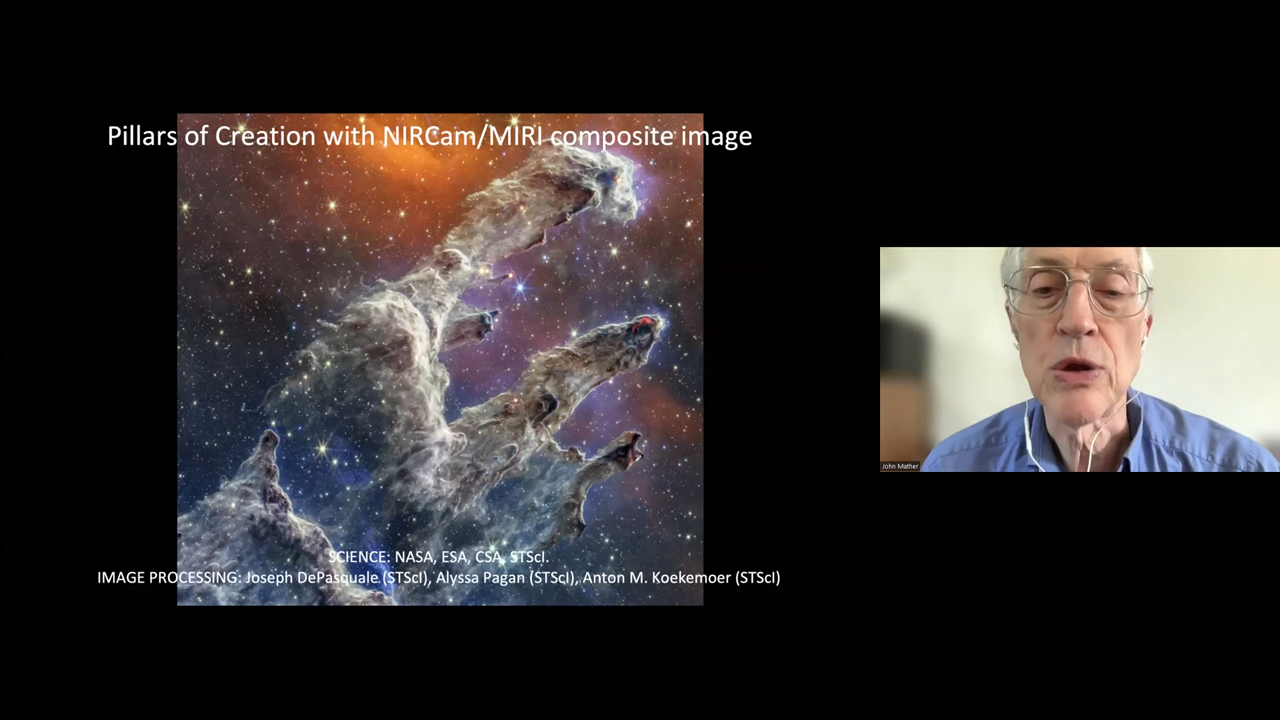 Pillars of Creation with NIRCam/MIRI composite image
SCIENCE: NASA, ESA, CSA, STScI.
IMAGE PROCESSING: Joseph DePasquale (STScI), Alyssa Pagan (STScI), Anton M. Koekemoer (STScI)
John Mather